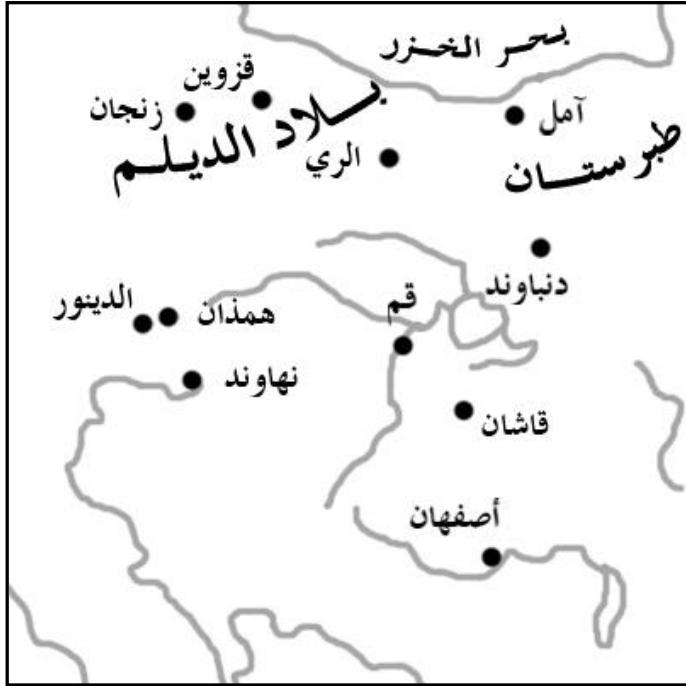 بحر الخزر
قزوين
زنجان
بلاد الديلم
آمل
طبرستان
الري
دنباوند
الدينور
همذان
قم
نهاوند
قاشان
أصفهان